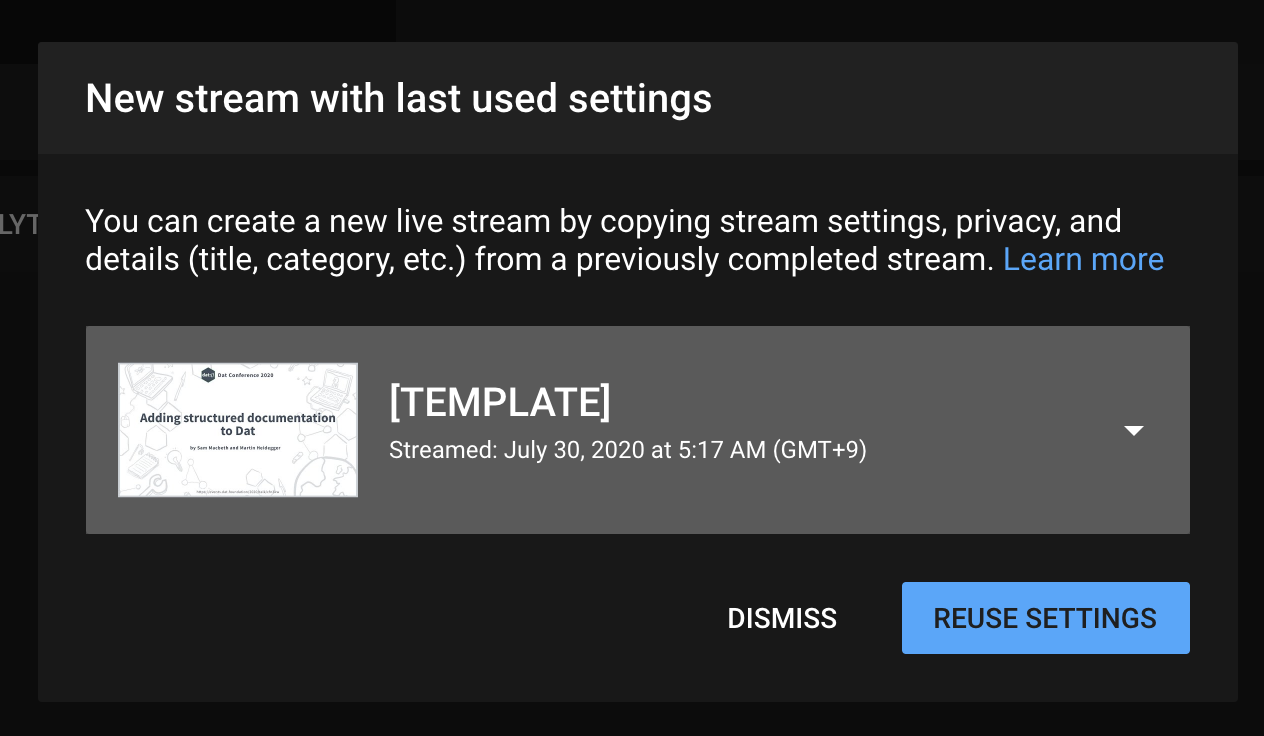 New stream with last used settings
You can create a new live stream by copying stream settings, privacy, and
details (title, category, etc.) from a previously completed stream. Learn more
LYT
dat:// Dat Conference 2020
Adding structured documentation
to Dat
by Sam Macbeth and Martin Heidegger
[TEMPLATE]
Streamed: July 30, 2020 at 5:17 AM (GMT+9)
DISMISS
REUSE SETTINGS